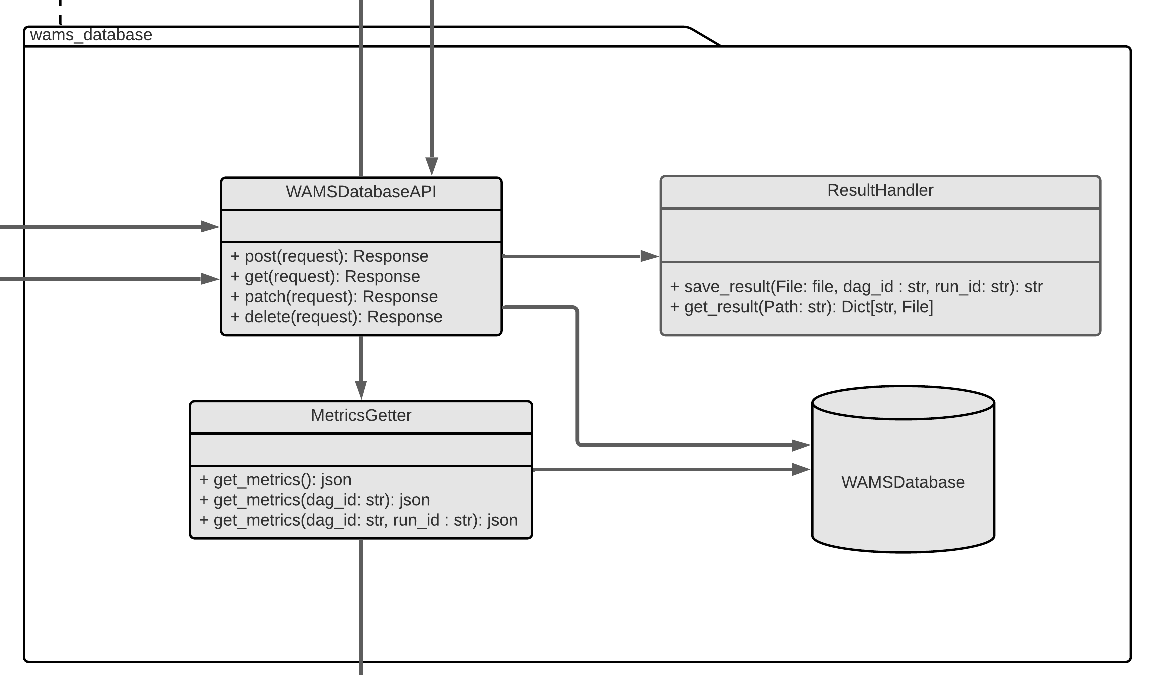 wams_database
WAMSDatabaseAPI
+ post(request): Response
+ get(request): Response
+ patch(request): Response
+ delete(request): Response
ResultHandler
+ save_result(File: file, dag_id : str, run_id: str): str
+ get_result(Path: str): Dict[str, File]
MetricsGetter
+ get_metrics(): json
+ get_metrics(dag_id: str): json
+ get_metrics(dag_id: str, run_id : str): json
WAMSDatabase